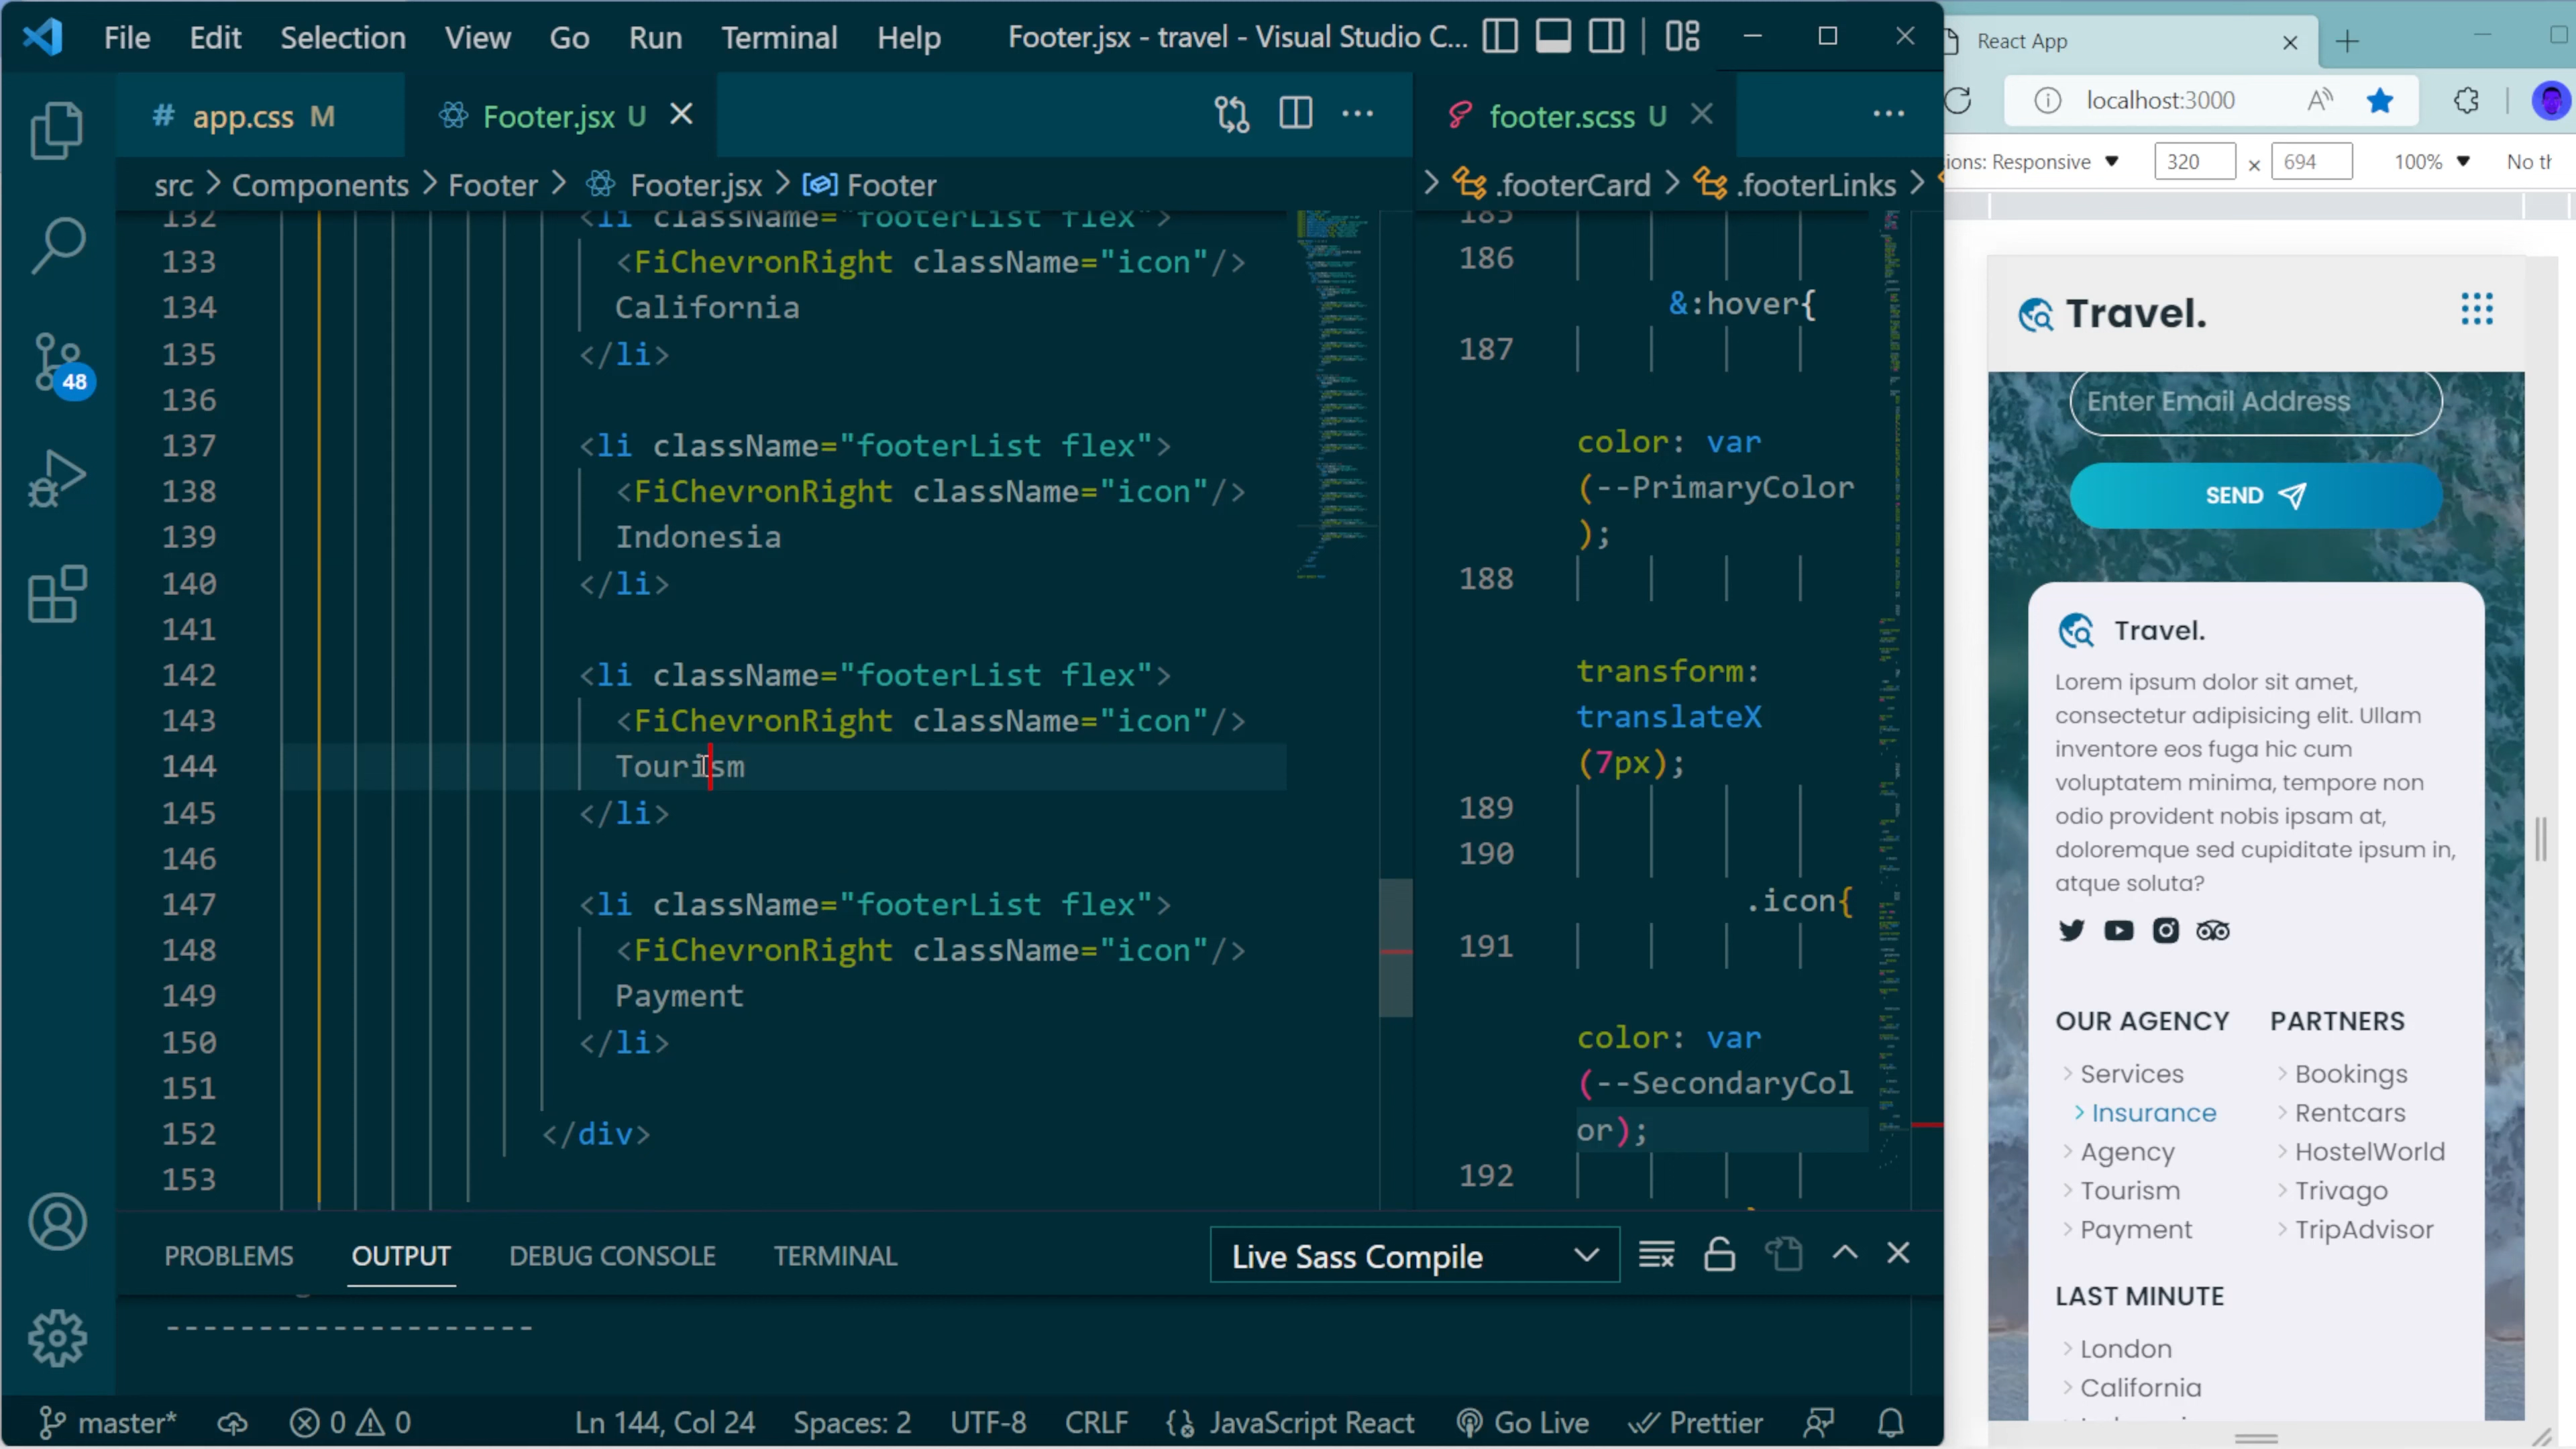 File Edit Selection View Go Run Terminal Help Footer.jsx - travel - Visual Studio C...
# app.css M Footer.jsx U
src > Components > Footer > Footer.jsx > Footer
132 <li className="footerList flex">
133 <FiChevronRight className="icon"/>
134 California
135 </li>
136
137 <li className="footerList flex">
138 <FiChevronRight className="icon"/>
139 Indonesia
140 </li>
141
142 <li className="footerList flex">
143 <FiChevronRight className="icon"/>
144 Tourism
145 </li>
146
147 <li className="footerList flex">
148 <FiChevronRight className="icon"/>
149 Payment
150 </li>
151
152 </div>
153
footer.scss U
> .footerCard > .footerLinks >
185
186
&:hover{
187
color: var
(--PrimaryColor
);
188
transform:
translateX
(7px);
189
190
.icon{
191
color: var
(--SecondaryCol
or);
192
PROBLEMS OUTPUT DEBUG CONSOLE TERMINAL
Live Sass Compile
--------------------
48
master* 0 0 Ln 144, Col 24 Spaces: 2 UTF-8 CRLF JavaScript React Go Live Prettier
React App
localhost:3000
ions: Responsive 320 × 694 100% No th
Travel.
Enter Email Address
SEND
Travel.
Lorem ipsum dolor sit amet,
consectetur adipisicing elit. Ullam
inventore eos fuga hic cum
voluptatem minima, tempore non
odio provident nobis ipsam at,
doloremque sed cupiditate ipsum in,
atque soluta?
OUR AGENCY PARTNERS
Services Bookings
Insurance Rentcars
Agency HostelWorld
Tourism Trivago
Payment TripAdvisor
LAST MINUTE
London
California